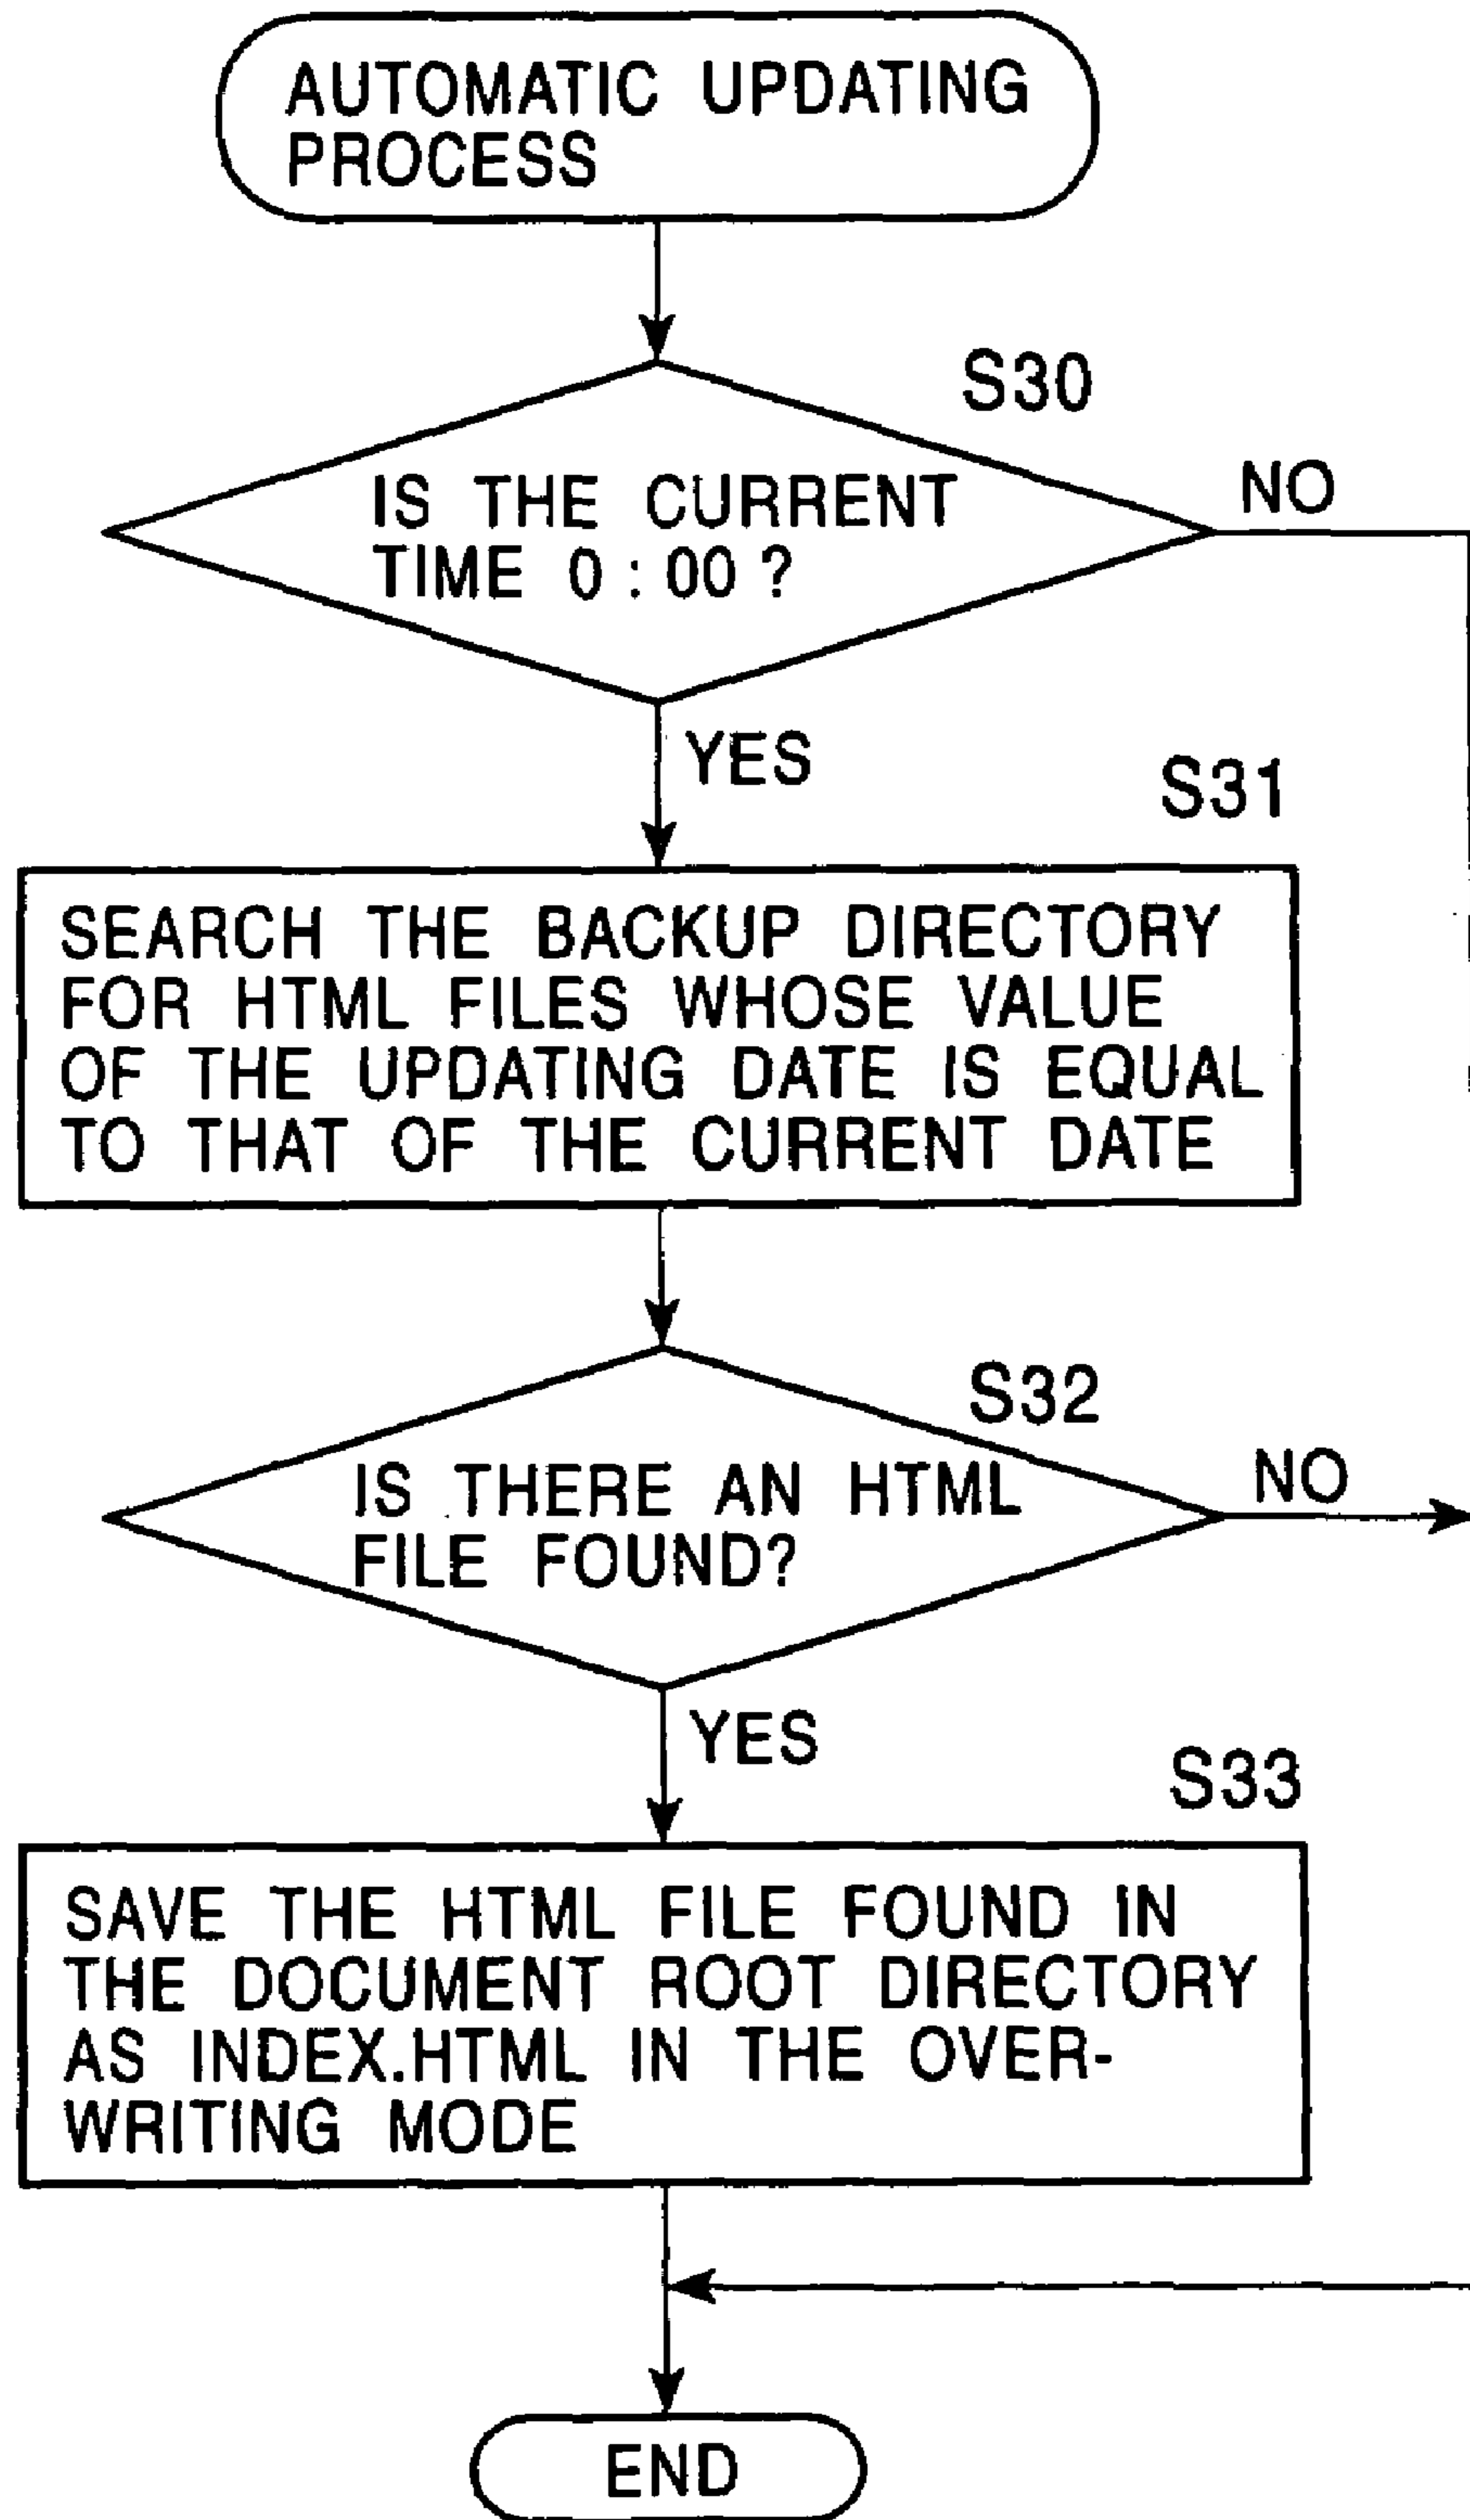 AUTOMATIC UPDATING
PROCESS
S30
IS THE CURRENT
TIME 0:00?
NO
YES
S31
SEARCH THE BACKUP DIRECTORY
FOR HTML FILES WHOSE VALUE
OF THE UPDATING DATE IS EQUAL
TO THAT OF THE CURRENT DATE
S32
IS THERE AN HTML
FILE FOUND?
NO
YES
S33
SAVE THE HTML FILE FOUND IN
THE DOCUMENT ROOT DIRECTORY
AS INDEX.HTML IN THE OVER-
WRITING MODE
END